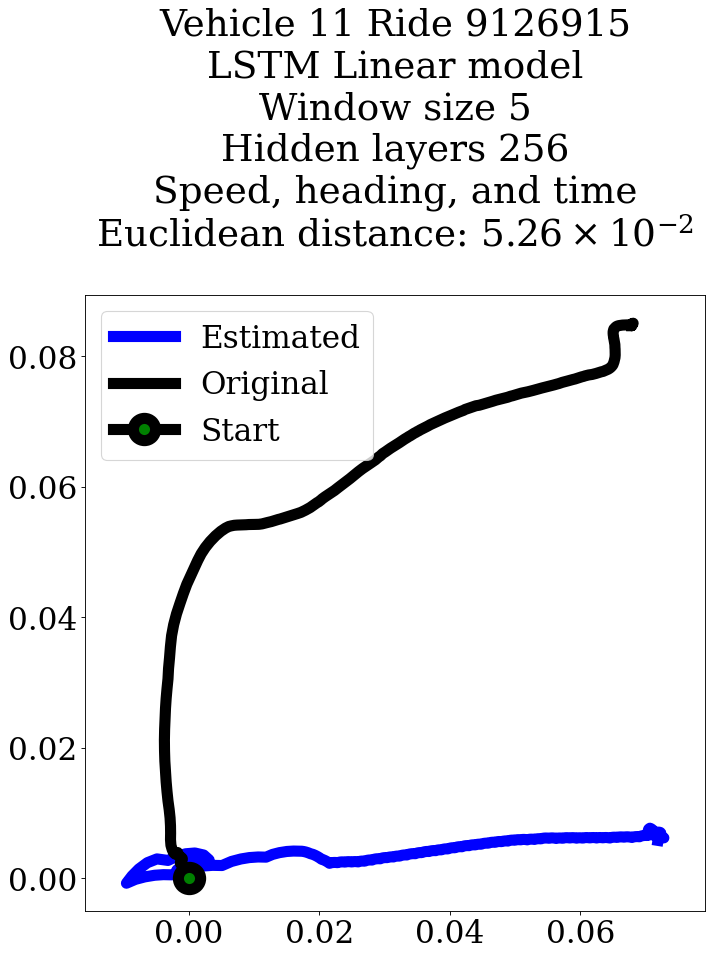 Vehicle 11 Ride 9126915
LSTM Linear model
Window size 5
Hidden layers 256
Speed, heading, and time
Euclidean distance: 5.26 × 10⁻²
Estimated
Original
Start
0.08
0.06
0.04
0.02
0.00
0.00 0.02 0.04 0.06